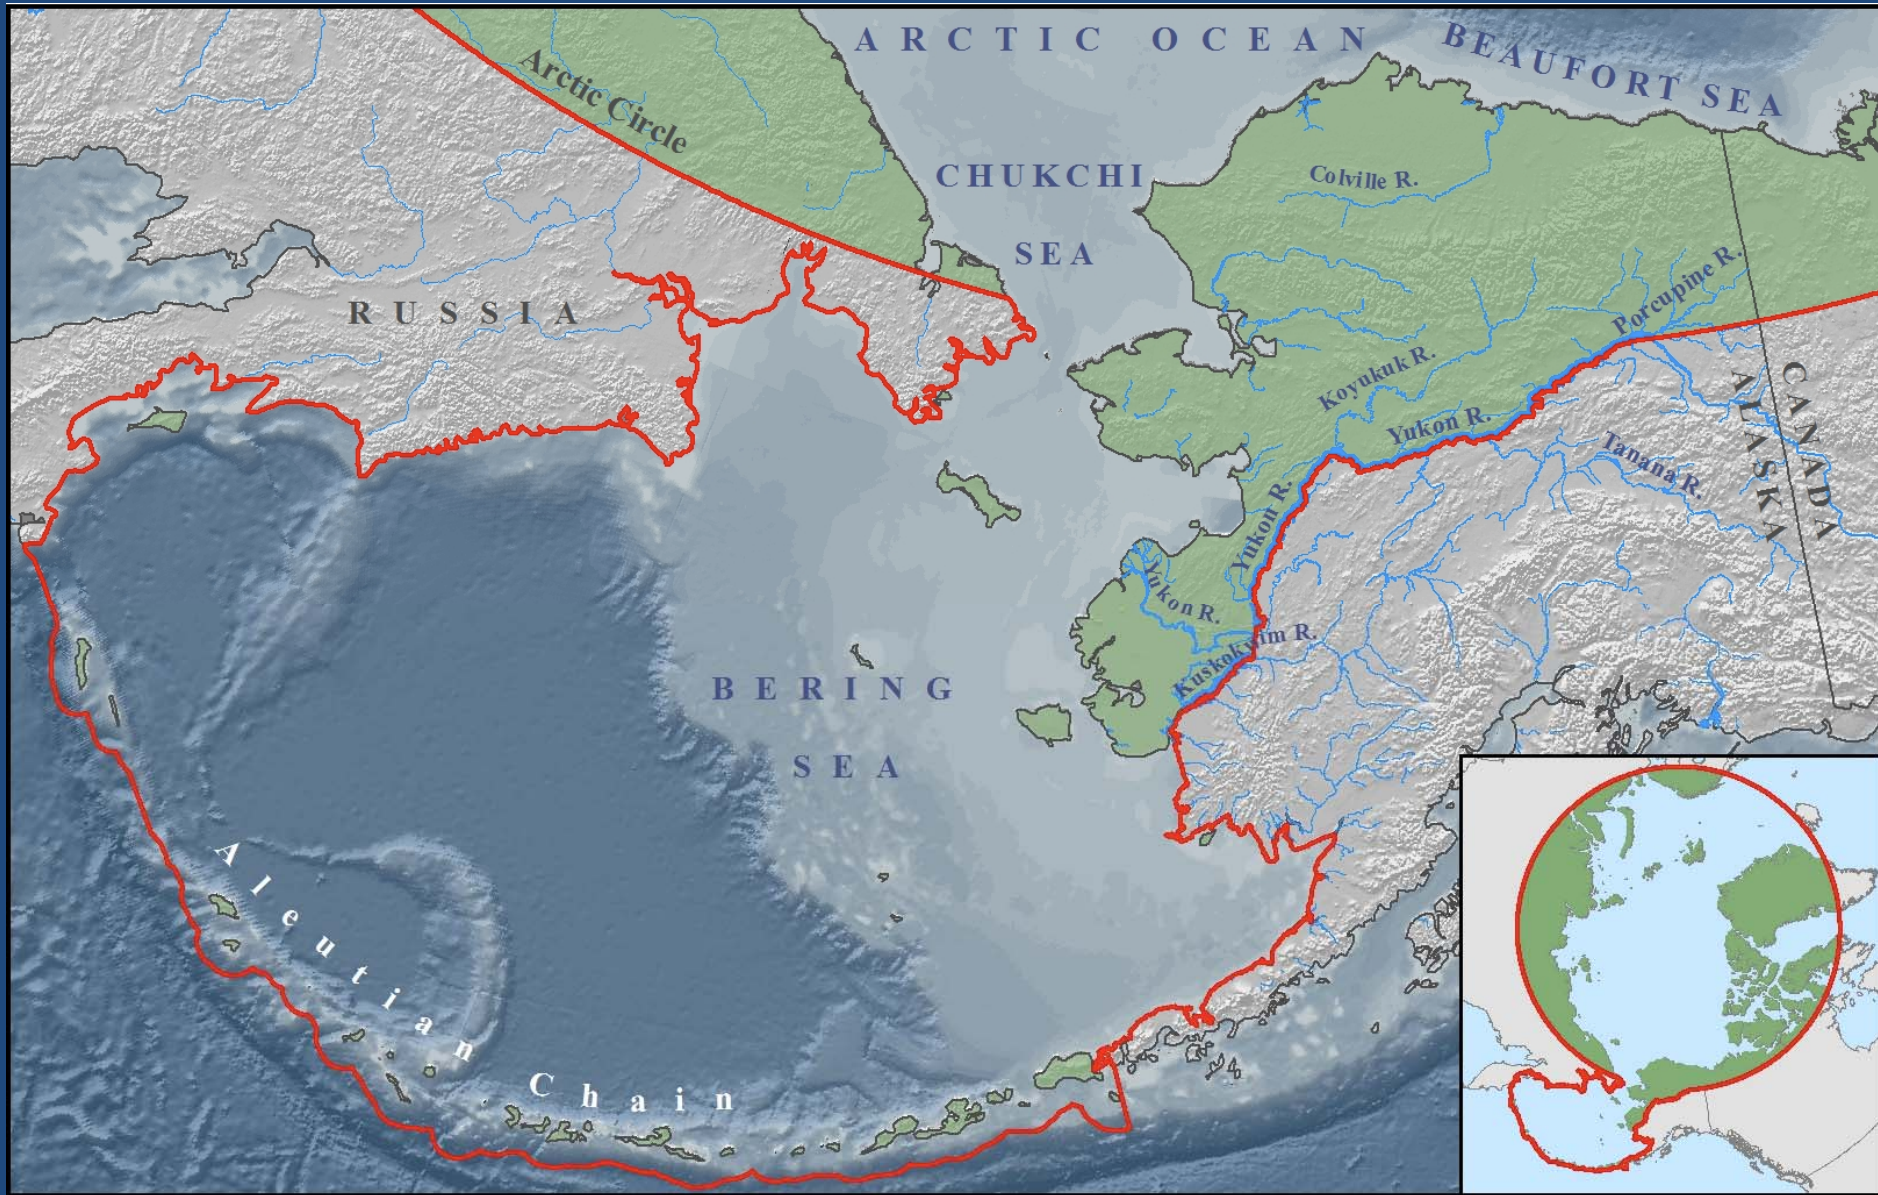 ARCTIC OCEAN
BEAUFORT SEA
Arctic Circle
CHUKCHI
SEA
Colville R.
RUSSIA
Porcupine R.
Koyukuk R.
Yukon R.
CANADA
ALASKA
Tanana R.
Yukon R.
Yukon R.
Kuskokwim R.
BERING
SEA
Aleutian
Chain